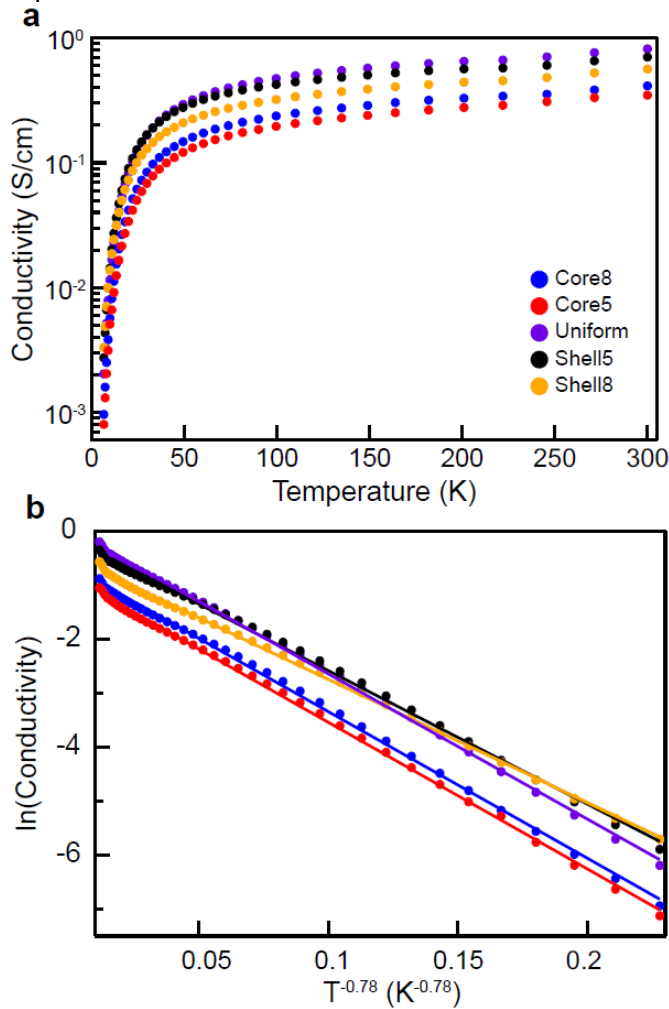 a
10⁰
10⁻¹
10⁻²
10⁻³
Conductivity (S/cm)
Core8
Core5
Uniform
Shell5
Shell8
0 50 100 150 200 250 300
Temperature (K)
b
0
-2
-4
-6
ln(Conductivity)
0.05 0.1 0.15 0.2
T⁻⁰·⁷⁸ (K⁻⁰·⁷⁸)